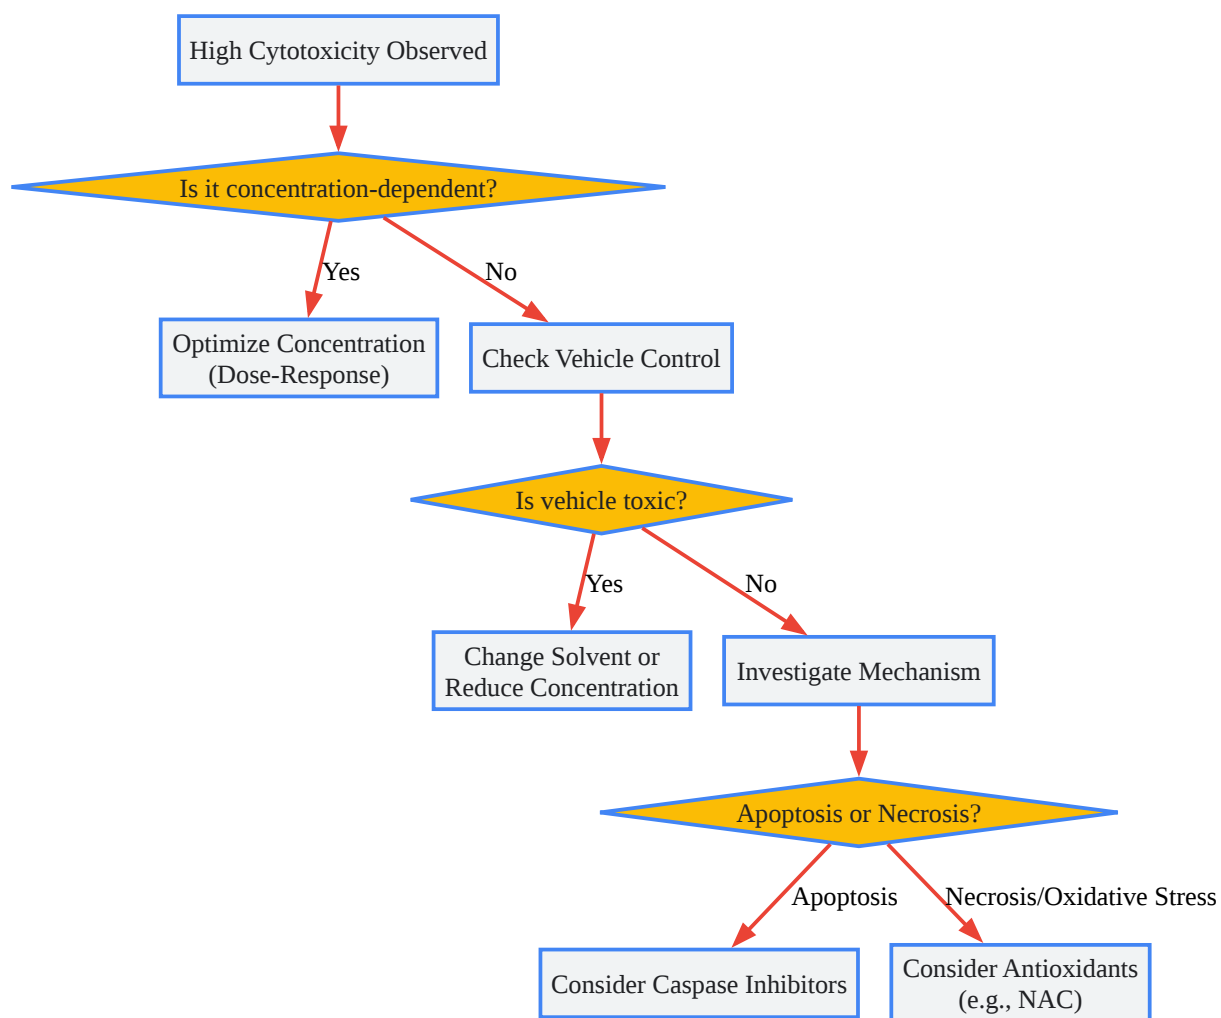 High Cytotoxicity Observed
Is it concentration-dependent?
Yes
No
Optimize Concentration
(Dose-Response)
Check Vehicle Control
Is vehicle toxic?
Yes
No
Change Solvent or
Reduce Concentration
Investigate Mechanism
Apoptosis or Necrosis?
Apoptosis
Necrosis/Oxidative Stress
Consider Caspase Inhibitors
Consider Antioxidants
(e.g., NAC)